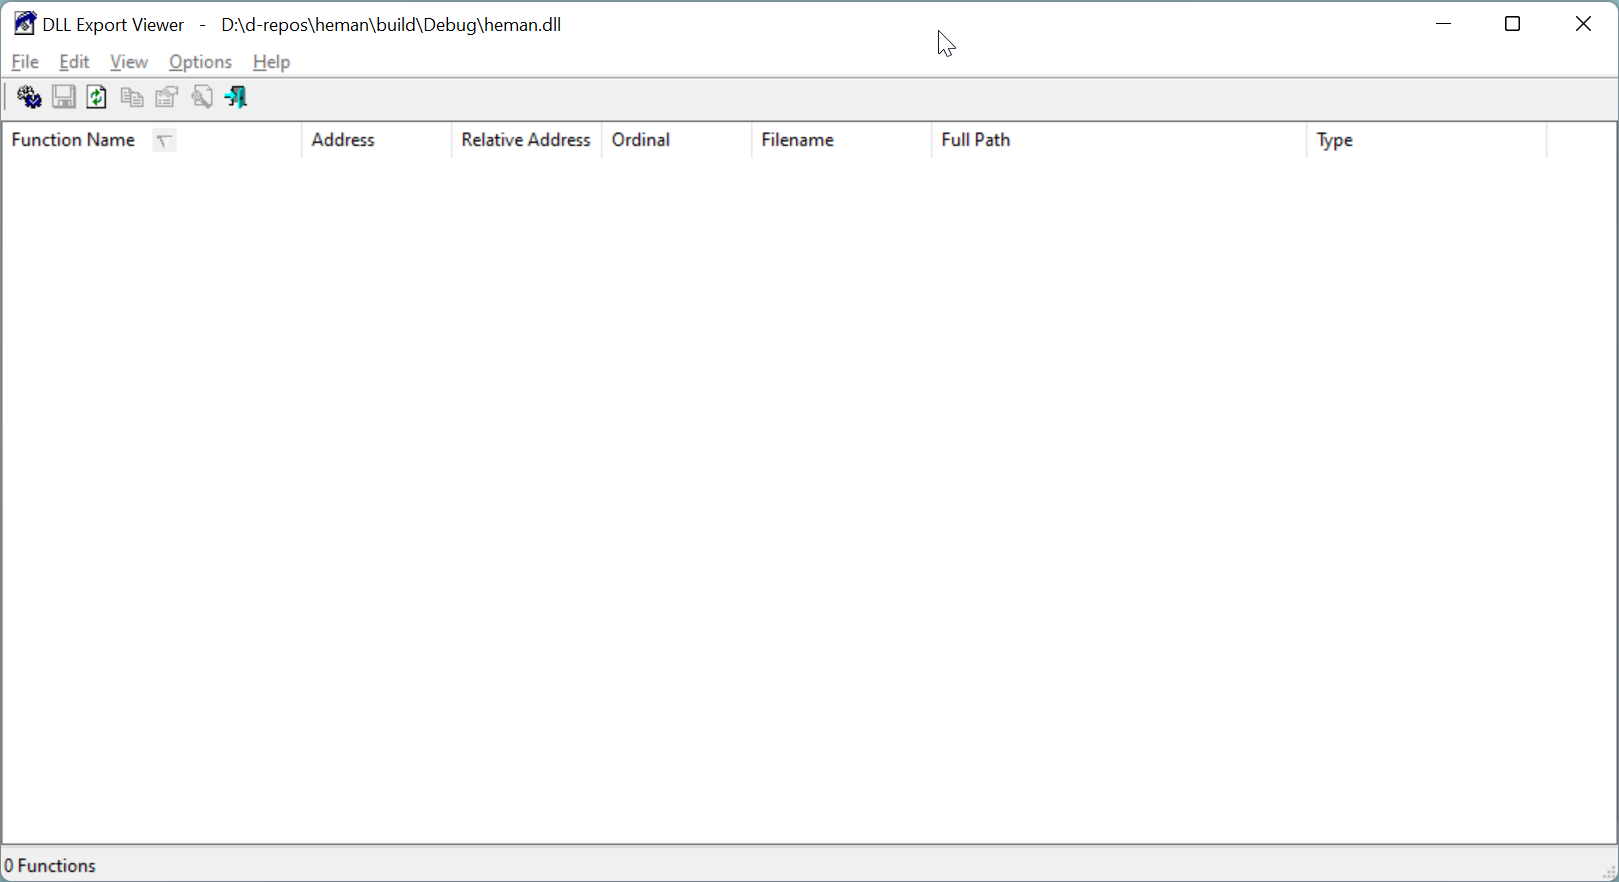 DLL Export Viewer - D:\d-repos\heman\build\Debug\heman.dll
File Edit View Options Help
Function Name Address Relative Address Ordinal Filename Full Path Type
0 Functions